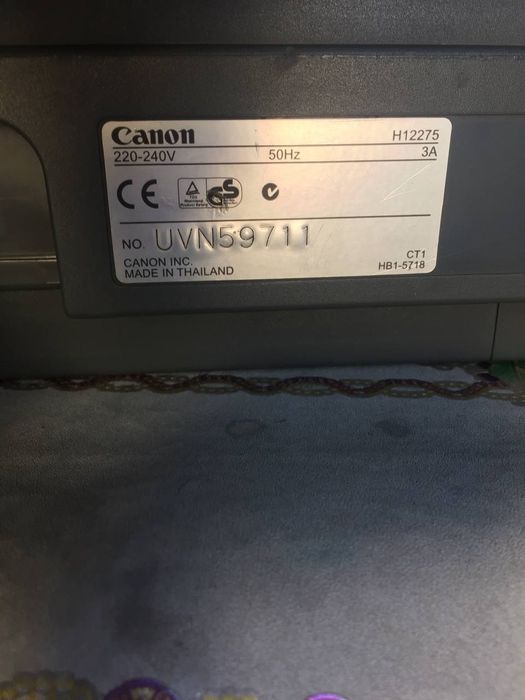 Canon H12275
220-240V 50Hz 3A
CE GS
NO. UVN59711
CANON INC. CT1
MADE IN THAILAND HB1-5718